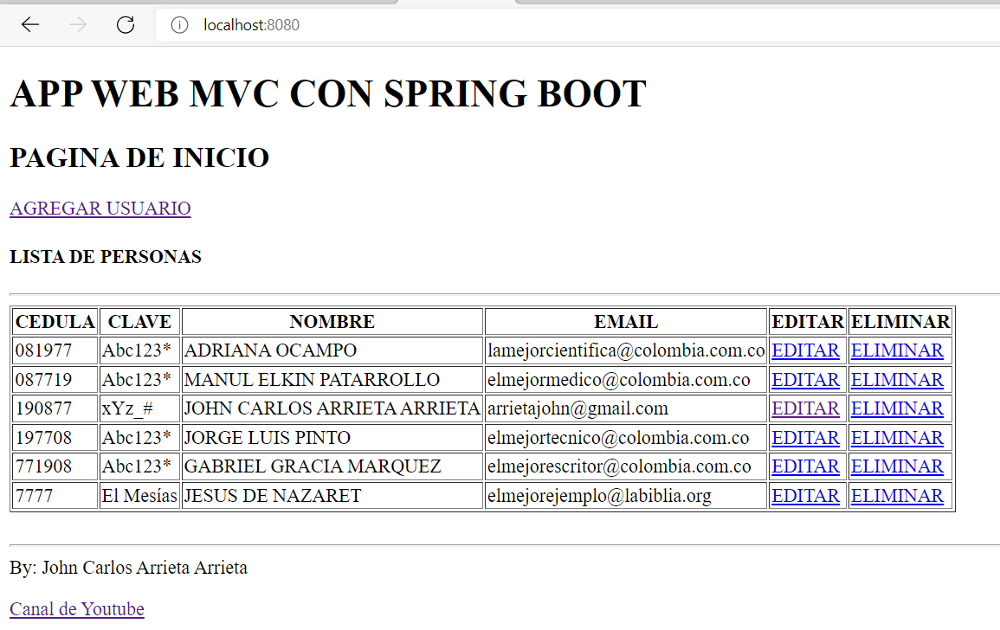 localhost:8080
APP WEB MVC CON SPRING BOOT
PAGINA DE INICIO
AGREGAR USUARIO
LISTA DE PERSONAS
CEDULA CLAVE NOMBRE EMAIL EDITAR ELIMINAR
081977 Abc123* ADRIANA OCAMPO lamejorcientifica@colombia.com.co EDITAR ELIMINAR
087719 Abc123* MANUL ELKIN PATARROLLO elmejormedico@colombia.com.co EDITAR ELIMINAR
190877 xYz_# JOHN CARLOS ARRIETA ARRIETA arrietajohn@gmail.com EDITAR ELIMINAR
197708 Abc123* JORGE LUIS PINTO elmejortecnico@colombia.com.co EDITAR ELIMINAR
771908 Abc123* GABRIEL GRACIA MARQUEZ elmejorescritor@colombia.com.co EDITAR ELIMINAR
7777 El Mesías JESUS DE NAZARET elmejorejemplo@labiblia.org EDITAR ELIMINAR
By: John Carlos Arrieta Arrieta
Canal de Youtube